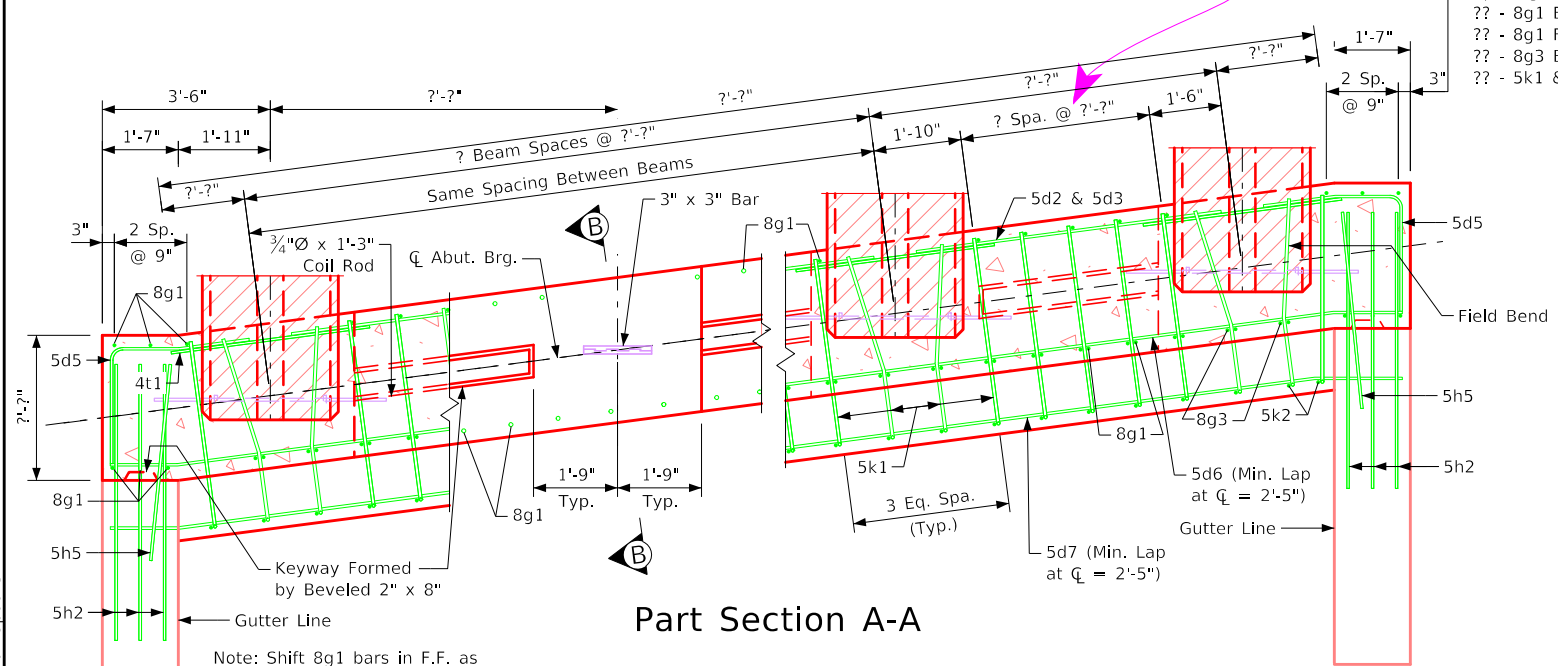 ?? - 8g1
?? - 8g1
?? - 8g3
?? - 5k1 &
1'-7"
2 Sp.
@ 9"
3"
?'-?"
?'-?"
?'-?"
3'-6"
?'-?"
1'-6"
? Spa. @ ?'-?"
1'-10"
1'-7"
1'-11"
? Beam Spaces @ ?'-?"
Same Spacing Between Beams
?'-?"
3" x 3" Bar
5d2 & 5d3
8g1
5d5
3"
2 Sp.
@ 9"
¾"Ø x 1'-3"
Coil Rod
℄ Abut. Brg.
B
8g1
Field Bend
5d5
4t1
?'-?"
8g3
5k2
5h5
8g1
5k1
5h2
8g1
8g1
1'-9"
Typ.
1'-9"
Typ.
5d6 (Min. Lap
at ℄ = 2'-5")
3 Eq. Spa.
(Typ.)
Gutter Line
5h5
B
5d7 (Min. Lap
at ℄ = 2'-5")
Keyway Formed
by Beveled 2" x 8"
5h2
Gutter Line
Part Section A-A
Note: Shift 8g1 bars in F.F. as